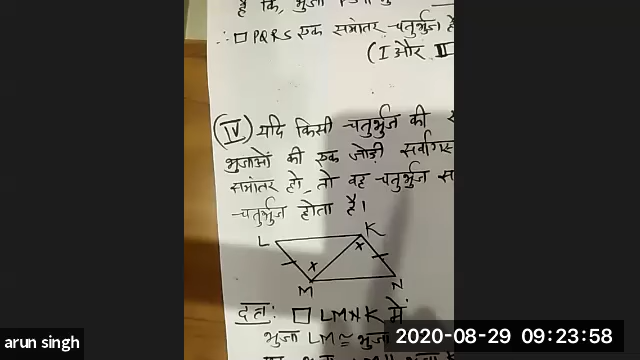 है कि, भुजा
∴ □ PQRS एक समांतर चतुर्भुज है
(I और II
(IV) यदि किसी चतुर्भुज की
भुजाओं की एक जोड़ी सर्वांगस
समांतर हो, तो वह चतुर्भुज स
चतुर्भुज होता है।
L K
M N
दत्त: □ LMNK में
भुजा LM ≅ भुजा
arun singh
2020-08-29 09:23:58